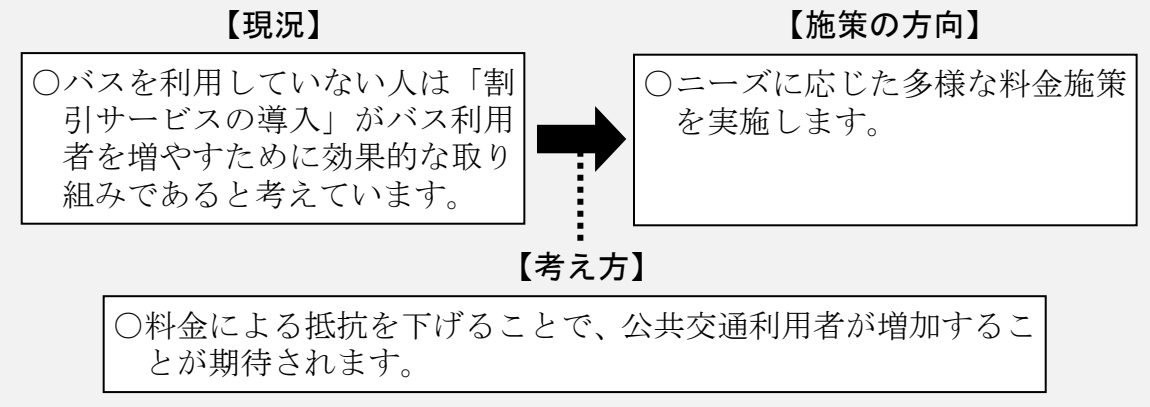 【現況】
○バスを利用していない人は「割
引サービスの導入」がバス利用
者を増やすために効果的な取り
組みであると考えています。
【施策の方向】
○ニーズに応じた多様な料金施策
を実施します。
【考え方】
○料金による抵抗を下げることで、公共交通利用者が増加するこ
とが期待されます。